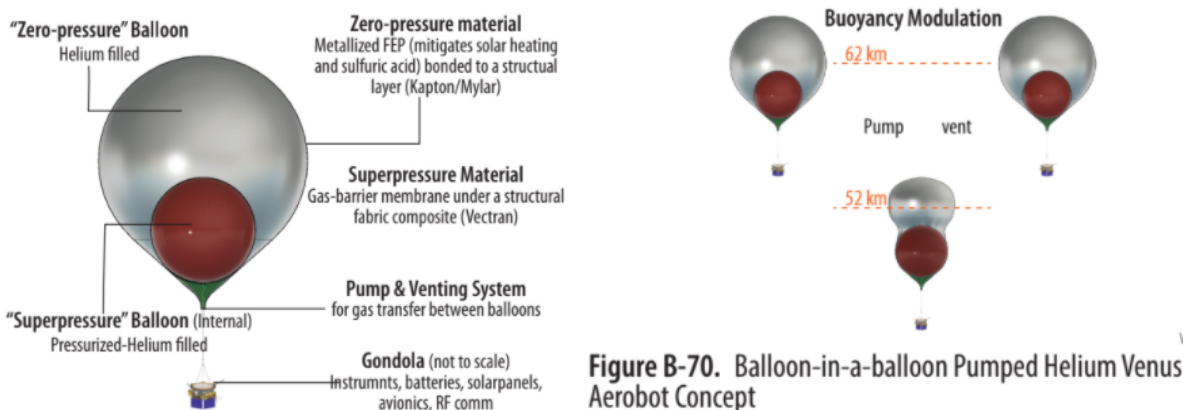 "Zero-pressure" Balloon
Helium filled
Zero-pressure material
Metallized FEP (mitigates solar heating
and sulfuric acid) bonded to a structual
layer (Kapton/Mylar)
Superpressure Material
Gas-barrier membrane under a structural
fabric composite (Vectran)
Pump & Venting System
for gas transfer between balloons
"Superpressure" Balloon (Internal)
Pressurized-Helium filled
Gondola (not to scale)
Instrumnts, batteries, solarpanels,
avionics, RF comm
Buoyancy Modulation
62 km
Pump vent
52 km
Figure B-70. Balloon-in-a-balloon Pumped Helium Venus
Aerobot Concept